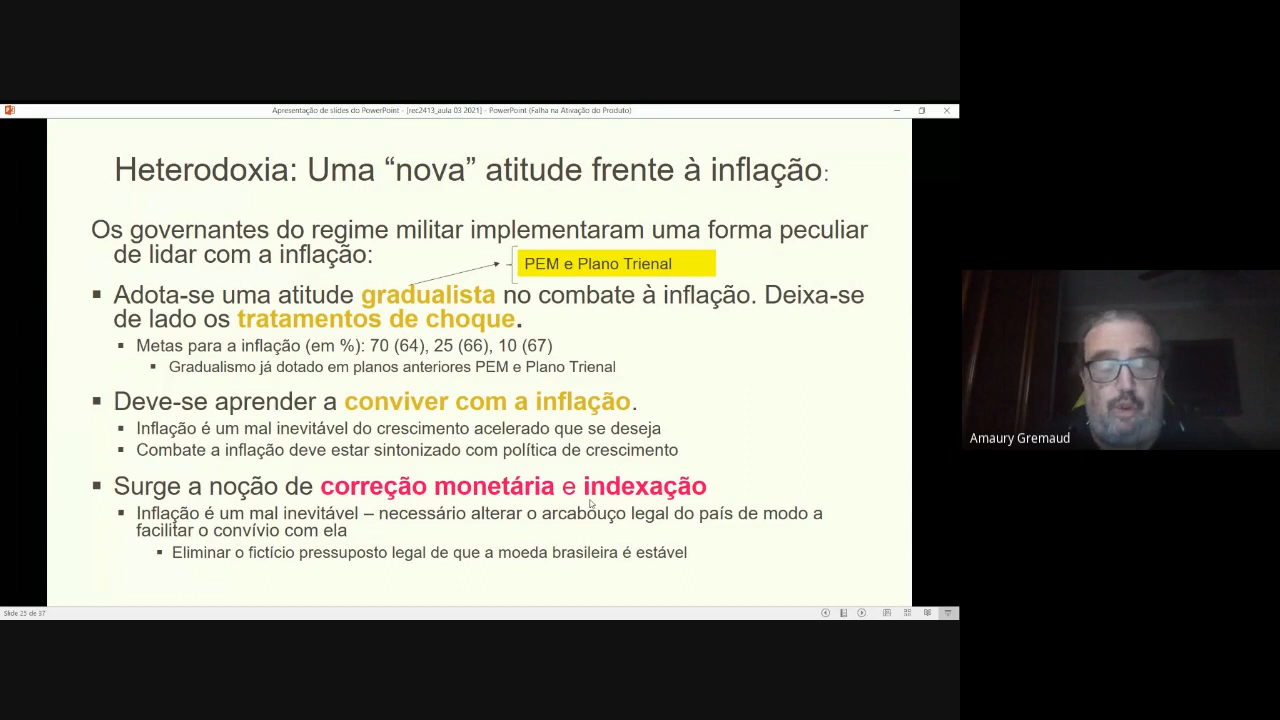 Apresentação de slides do PowerPoint - [rec2413_aula 03 2021] - PowerPoint (Falha na Ativação do Produto)
Heterodoxia: Uma “nova” atitude frente à inflação:
Os governantes do regime militar implementaram uma forma peculiar
de lidar com a inflação:
PEM e Plano Trienal
▪ Adota-se uma atitude gradualista no combate à inflação. Deixa-se
de lado os tratamentos de choque.
▪ Metas para a inflação (em %): 70 (64), 25 (66), 10 (67)
▪ Gradualismo já dotado em planos anteriores PEM e Plano Trienal
▪ Deve-se aprender a conviver com a inflação.
▪ Inflação é um mal inevitável do crescimento acelerado que se deseja
▪ Combate a inflação deve estar sintonizado com política de crescimento
▪ Surge a noção de correção monetária e indexação
▪ Inflação é um mal inevitável – necessário alterar o arcabouço legal do país de modo a
facilitar o convívio com ela
▪ Eliminar o fictício pressuposto legal de que a moeda brasileira é estável
Slide 25 de 37
Amaury Gremaud